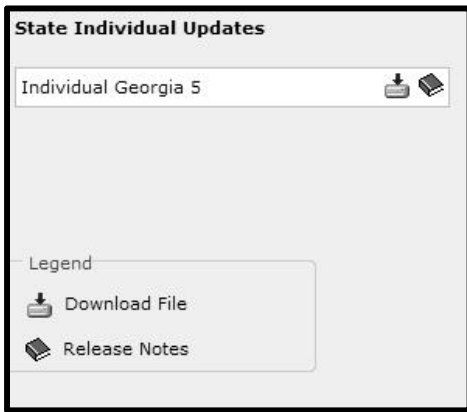 State Individual Updates
Individual Georgia 5
Legend
Download File
Release Notes